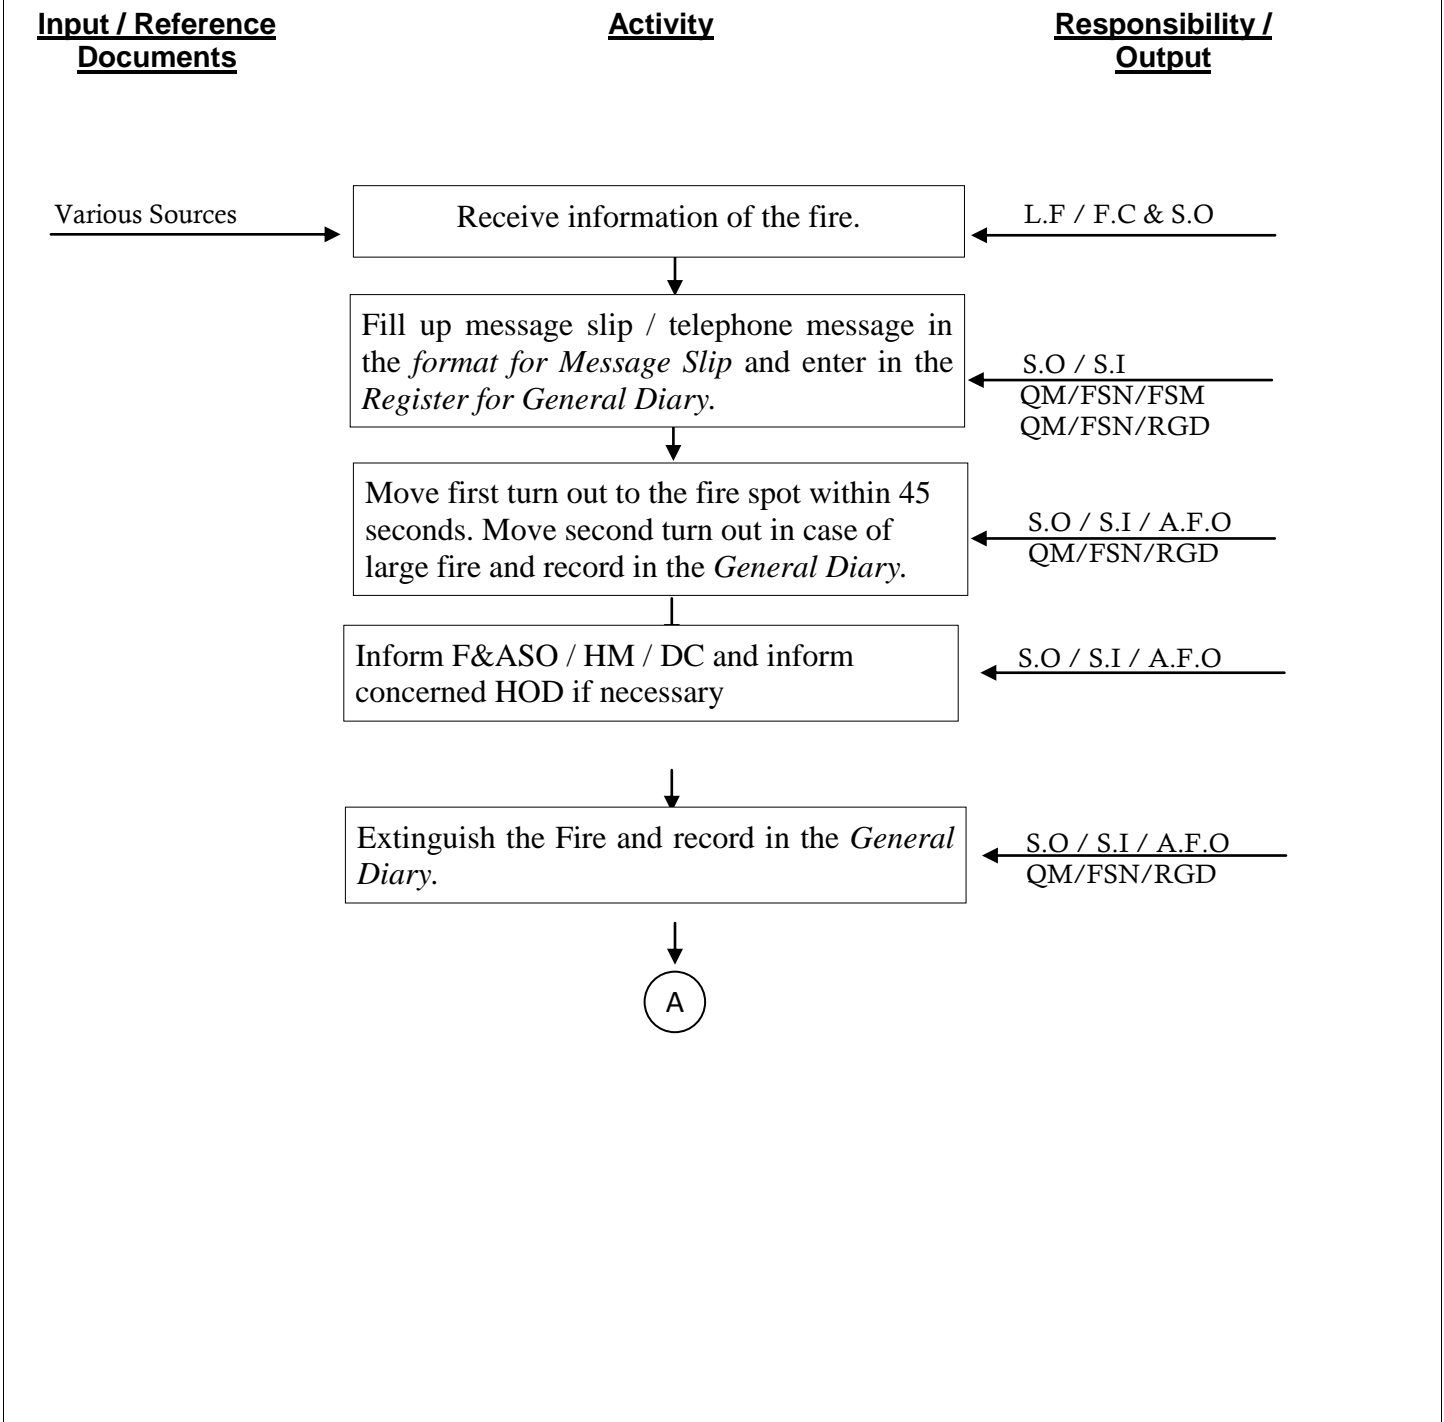 Input / Reference
Documents
Activity
Responsibility /
Output
Various Sources
Receive information of the fire.
L.F / F.C & S.O
Fill up message slip / telephone message in
the format for Message Slip and enter in the
Register for General Diary.
S.O / S.I
QM/FSN/FSM
QM/FSN/RGD
Move first turn out to the fire spot within 45
seconds. Move second turn out in case of
large fire and record in the General Diary.
S.O / S.I / A.F.O
QM/FSN/RGD
Inform F&ASO / HM / DC and inform
concerned HOD if necessary
S.O / S.I / A.F.O
Extinguish the Fire and record in the General
Diary.
S.O / S.I / A.F.O
QM/FSN/RGD
A